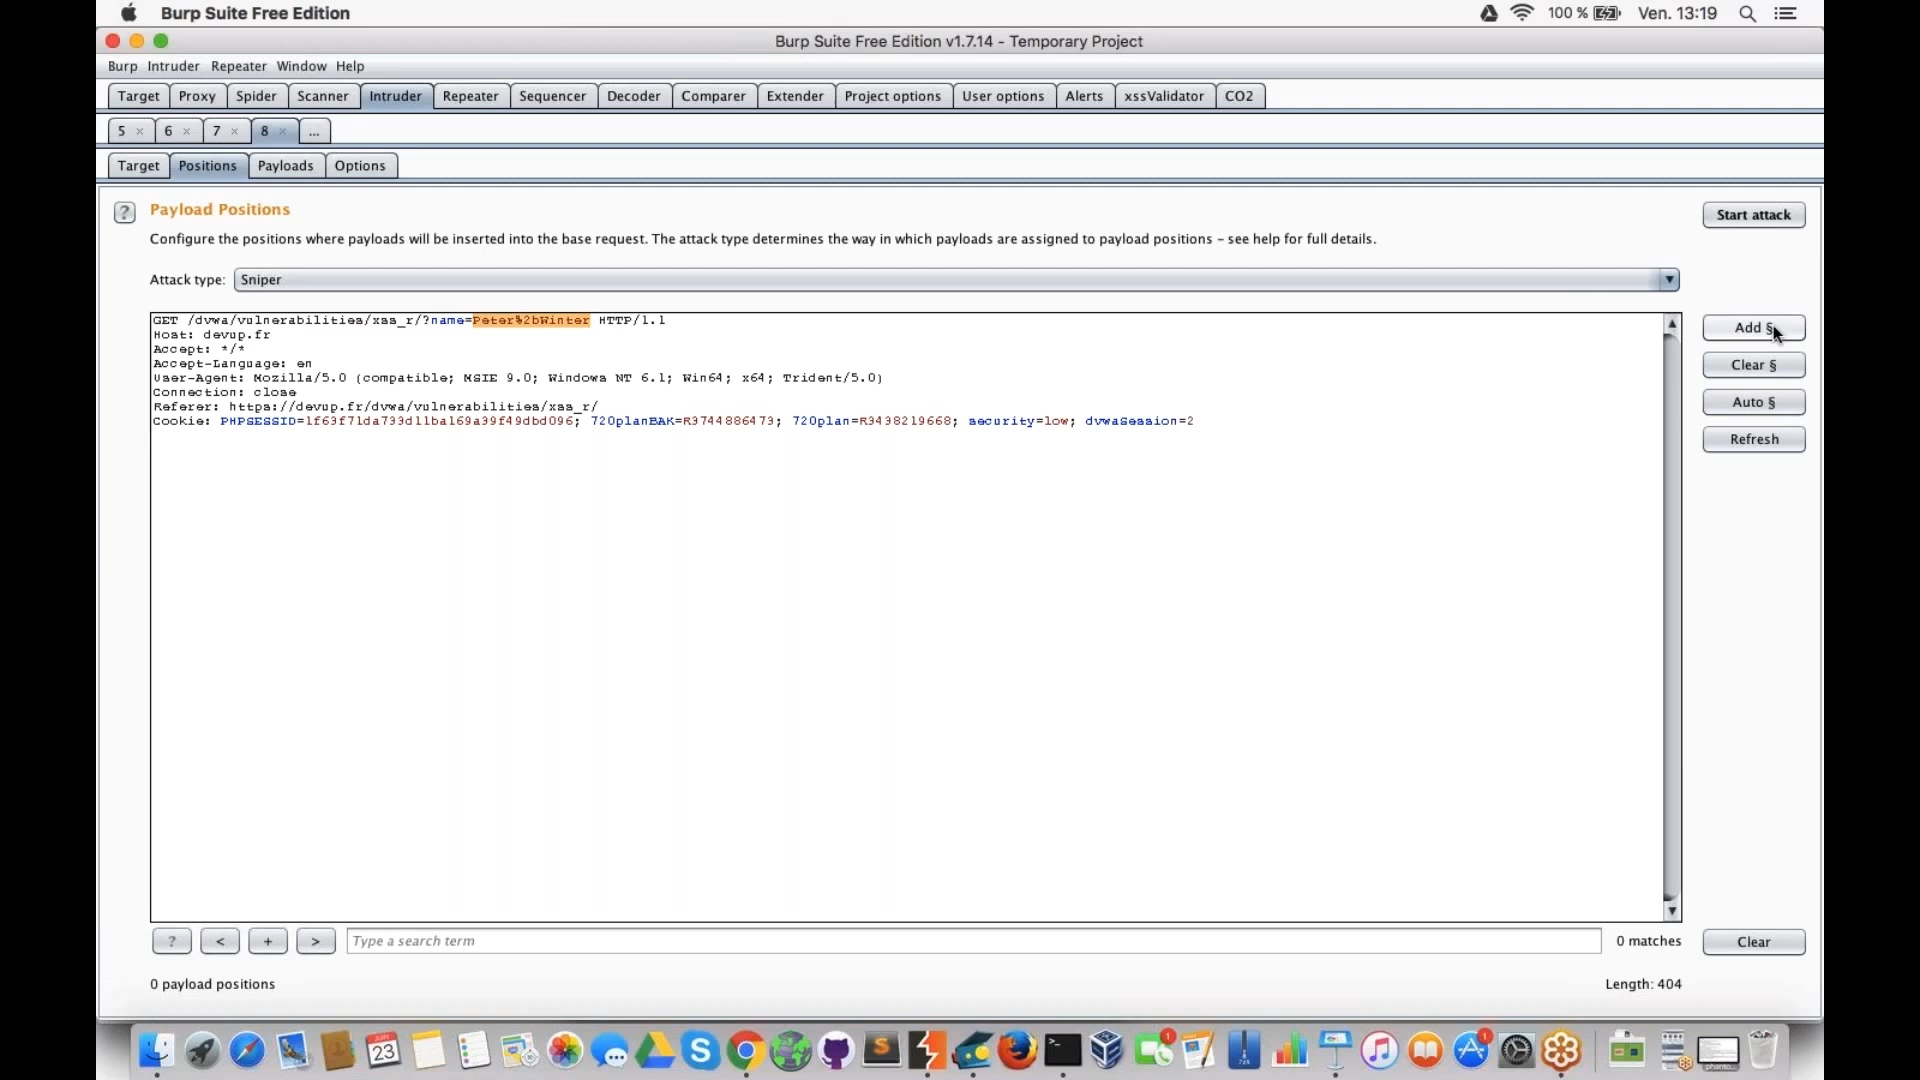 Burp Suite Free Edition
100 %
Ven. 13:19
Burp Suite Free Edition v1.7.14 - Temporary Project
Burp Intruder Repeater Window Help
Target Proxy Spider Scanner Intruder Repeater Sequencer Decoder Comparer Extender Project options User options Alerts xssValidator CO2
5 × 6 × 7 × 8 × ...
Target Positions Payloads Options
? Payload Positions
Start attack
Configure the positions where payloads will be inserted into the base request. The attack type determines the way in which payloads are assigned to payload positions – see help for full details.
Attack type: Sniper
GET /dvwa/vulnerabilities/xss_r/?name=Peter%2bWinter HTTP/1.1
Host: devup.fr
Accept: */*
Accept-Language: en
User-Agent: Mozilla/5.0 (compatible; MSIE 9.0; Windows NT 6.1; Win64; x64; Trident/5.0)
Connection: close
Referer: https://devup.fr/dvwa/vulnerabilities/xss_r/
Cookie: PHPSESSID=1f63f71da733d11ba169a39f49dbd096; 720planBAK=R3744886473; 720plan=R3438219668; security=low; dvwaSession=2
Add §
Clear §
Auto §
Refresh
? < + > Type a search term
0 matches
Clear
0 payload positions
Length: 404
JUN
23
1
1